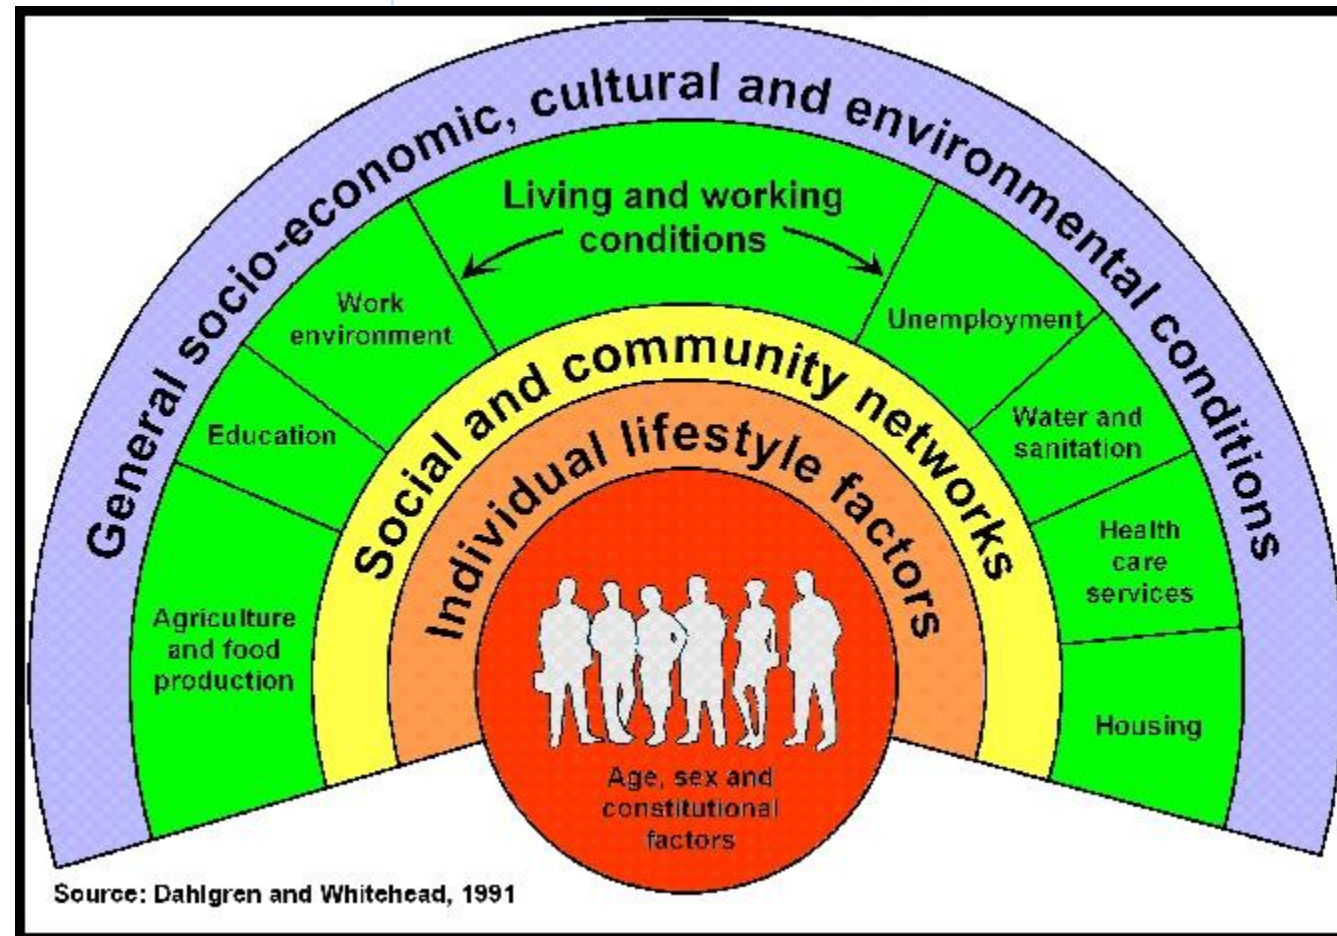 General socio-economic, cultural and environmental conditions
Living and working
conditions
Work
environment
Unemployment
Education
Water and
sanitation
Agriculture
and food
production
Health
care
services
Housing
Social and community networks
Individual lifestyle factors
Age, sex and
constitutional
factors
Source: Dahlgren and Whitehead, 1991